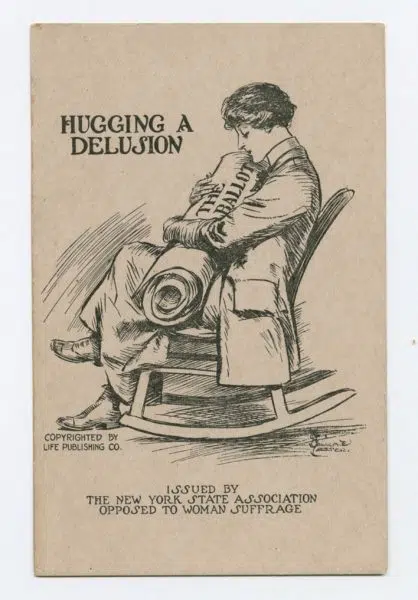 HUGGING A
DELUSION
THE
BALLOT
COPYRIGHTED BY
LIFE PUBLISHING CO.
ISSUED BY
THE NEW YORK STATE ASSOCIATION
OPPOSED TO WOMAN SUFFRAGE